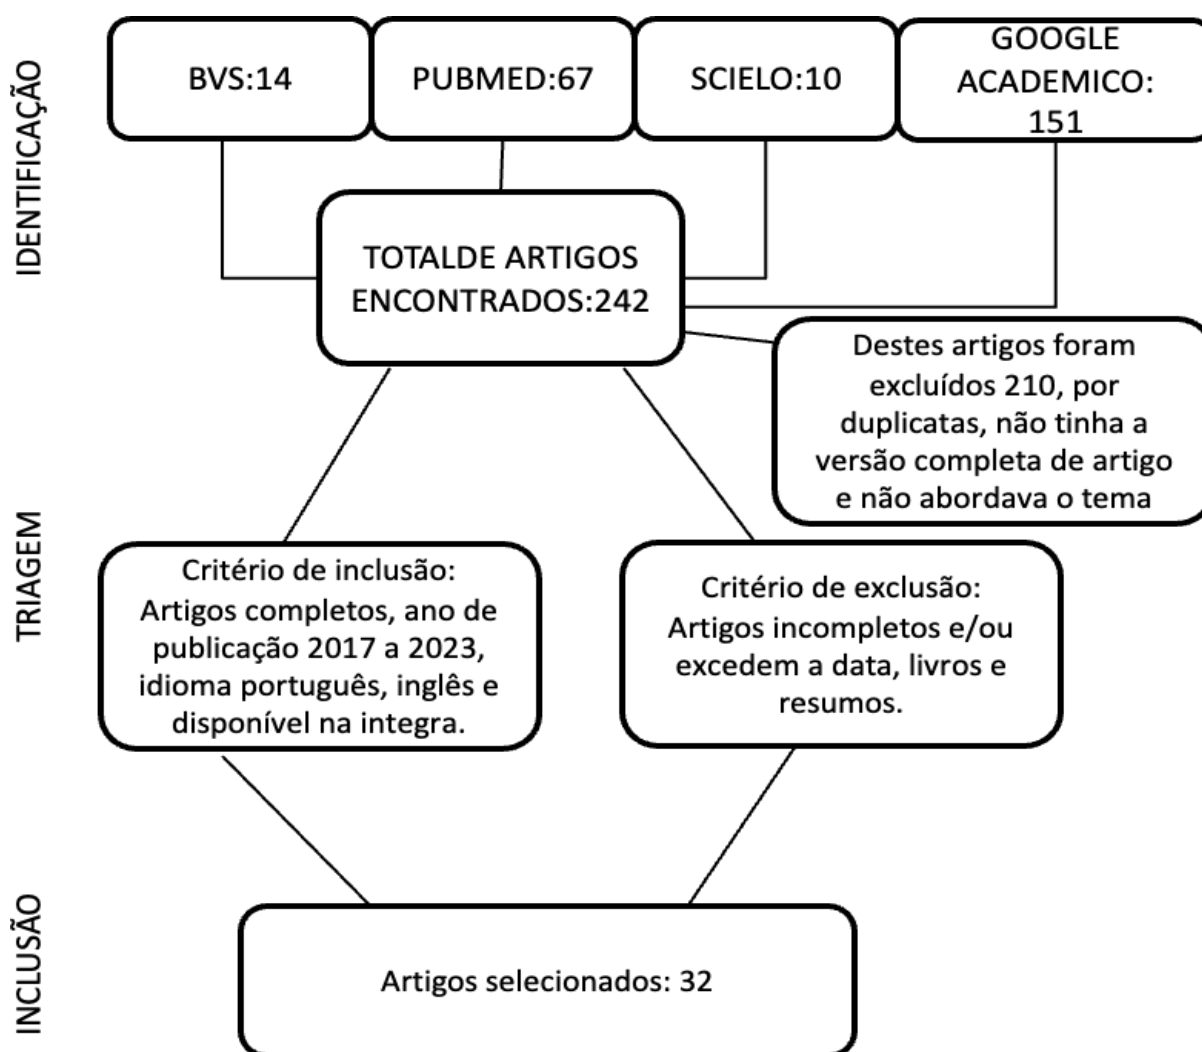 IDENTIFICAÇÃO
BVS:14
PUBMED:67
SCIELO:10
GOOGLE
ACADEMICO:
151
TOTALDE ARTIGOS
ENCONTRADOS:242
Destes artigos foram
excluídos 210, por
duplicatas, não tinha a
versão completa de artigo
e não abordava o tema
TRIAGEM
Critério de inclusão:
Artigos completos, ano de
publicação 2017 a 2023,
idioma português, inglês e
disponível na integra.
Critério de exclusão:
Artigos incompletos e/ou
excedem a data, livros e
resumos.
INCLUSÃO
Artigos selecionados: 32